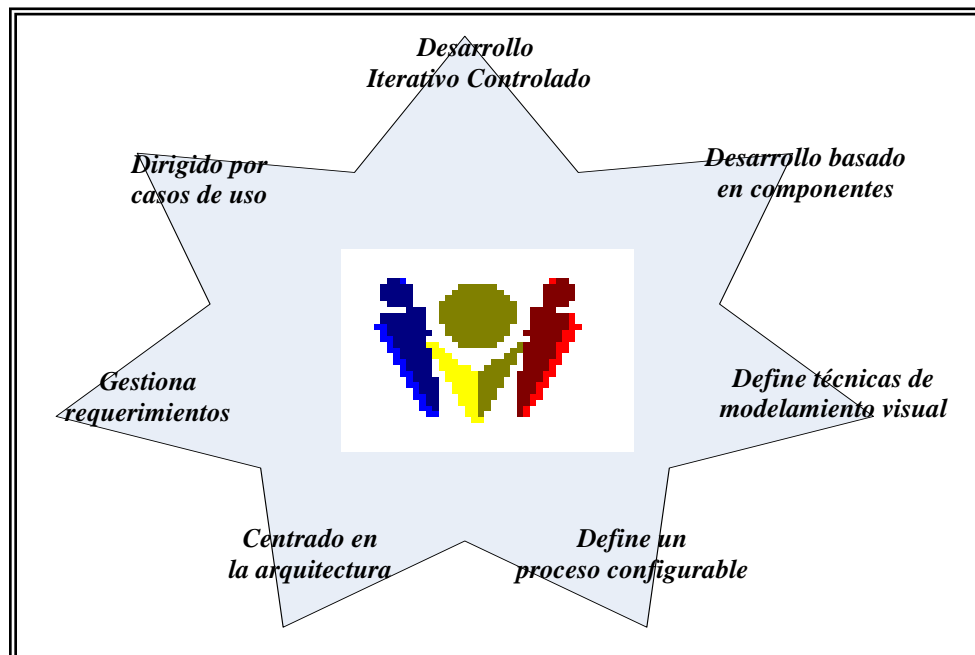 Desarrollo
Iterativo Controlado
Dirigido por
casos de uso
Desarrollo basado
en componentes
Gestiona
requerimientos
Define técnicas de
modelamiento visual
Centrado en
la arquitectura
Define un
proceso configurable